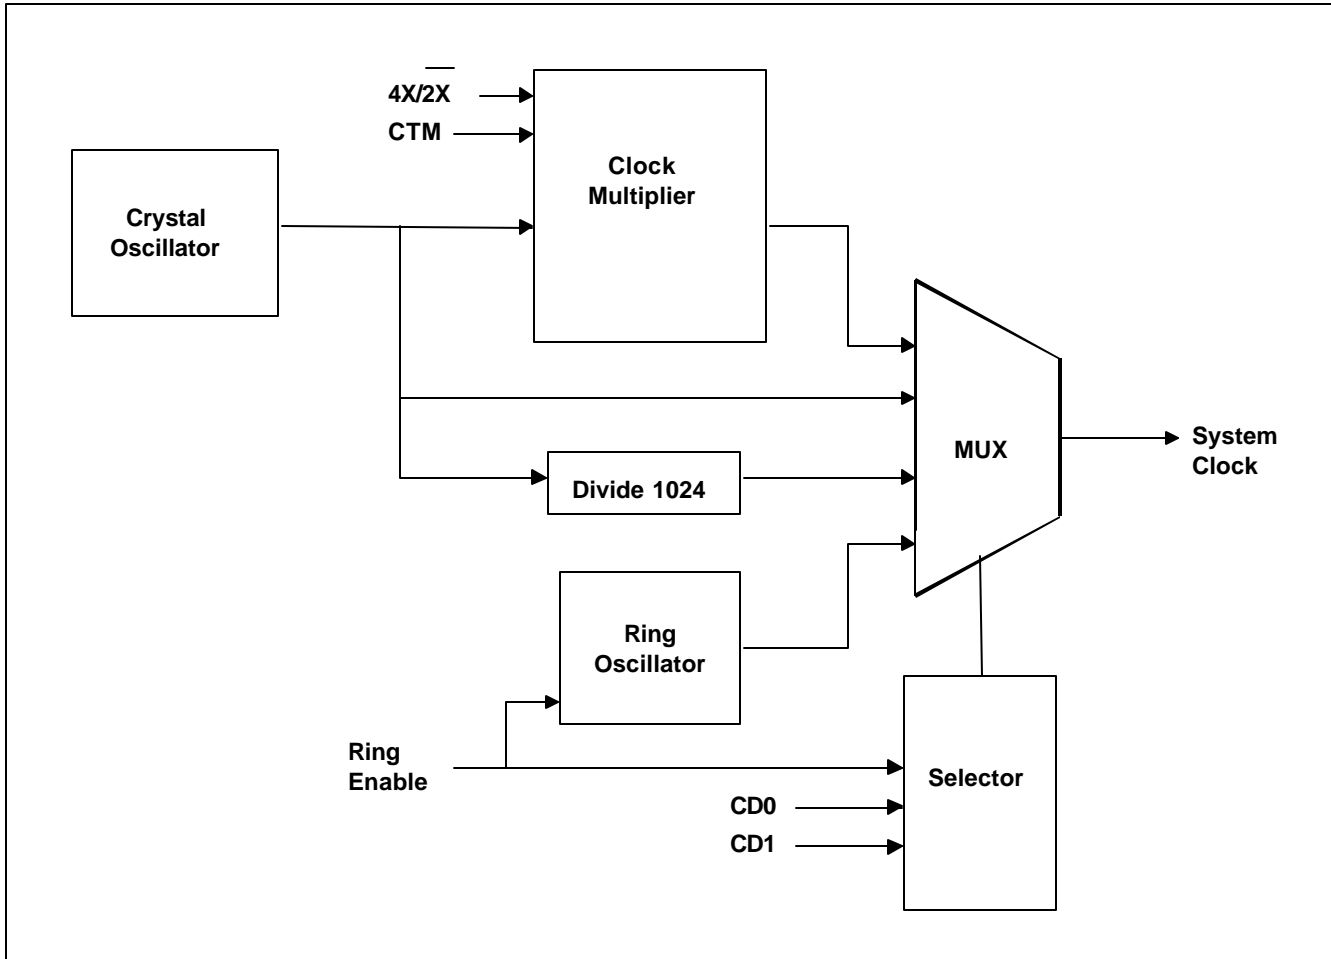 4X/2X
CTM
Clock
Multiplier
Crystal
Oscillator
MUX
System
Clock
Divide 1024
Ring
Oscillator
Ring
Enable
Selector
CD0
CD1